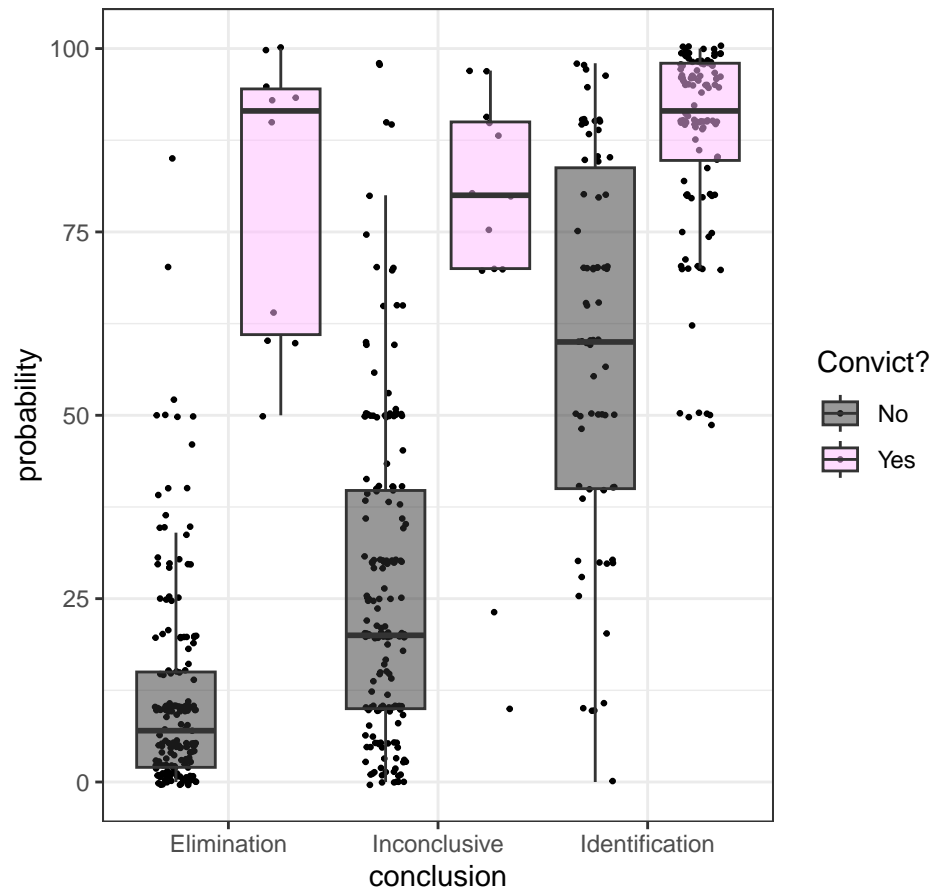 100
75
50
25
0
probability
Elimination
Inconclusive
Identification
conclusion
Convict?
No
Yes